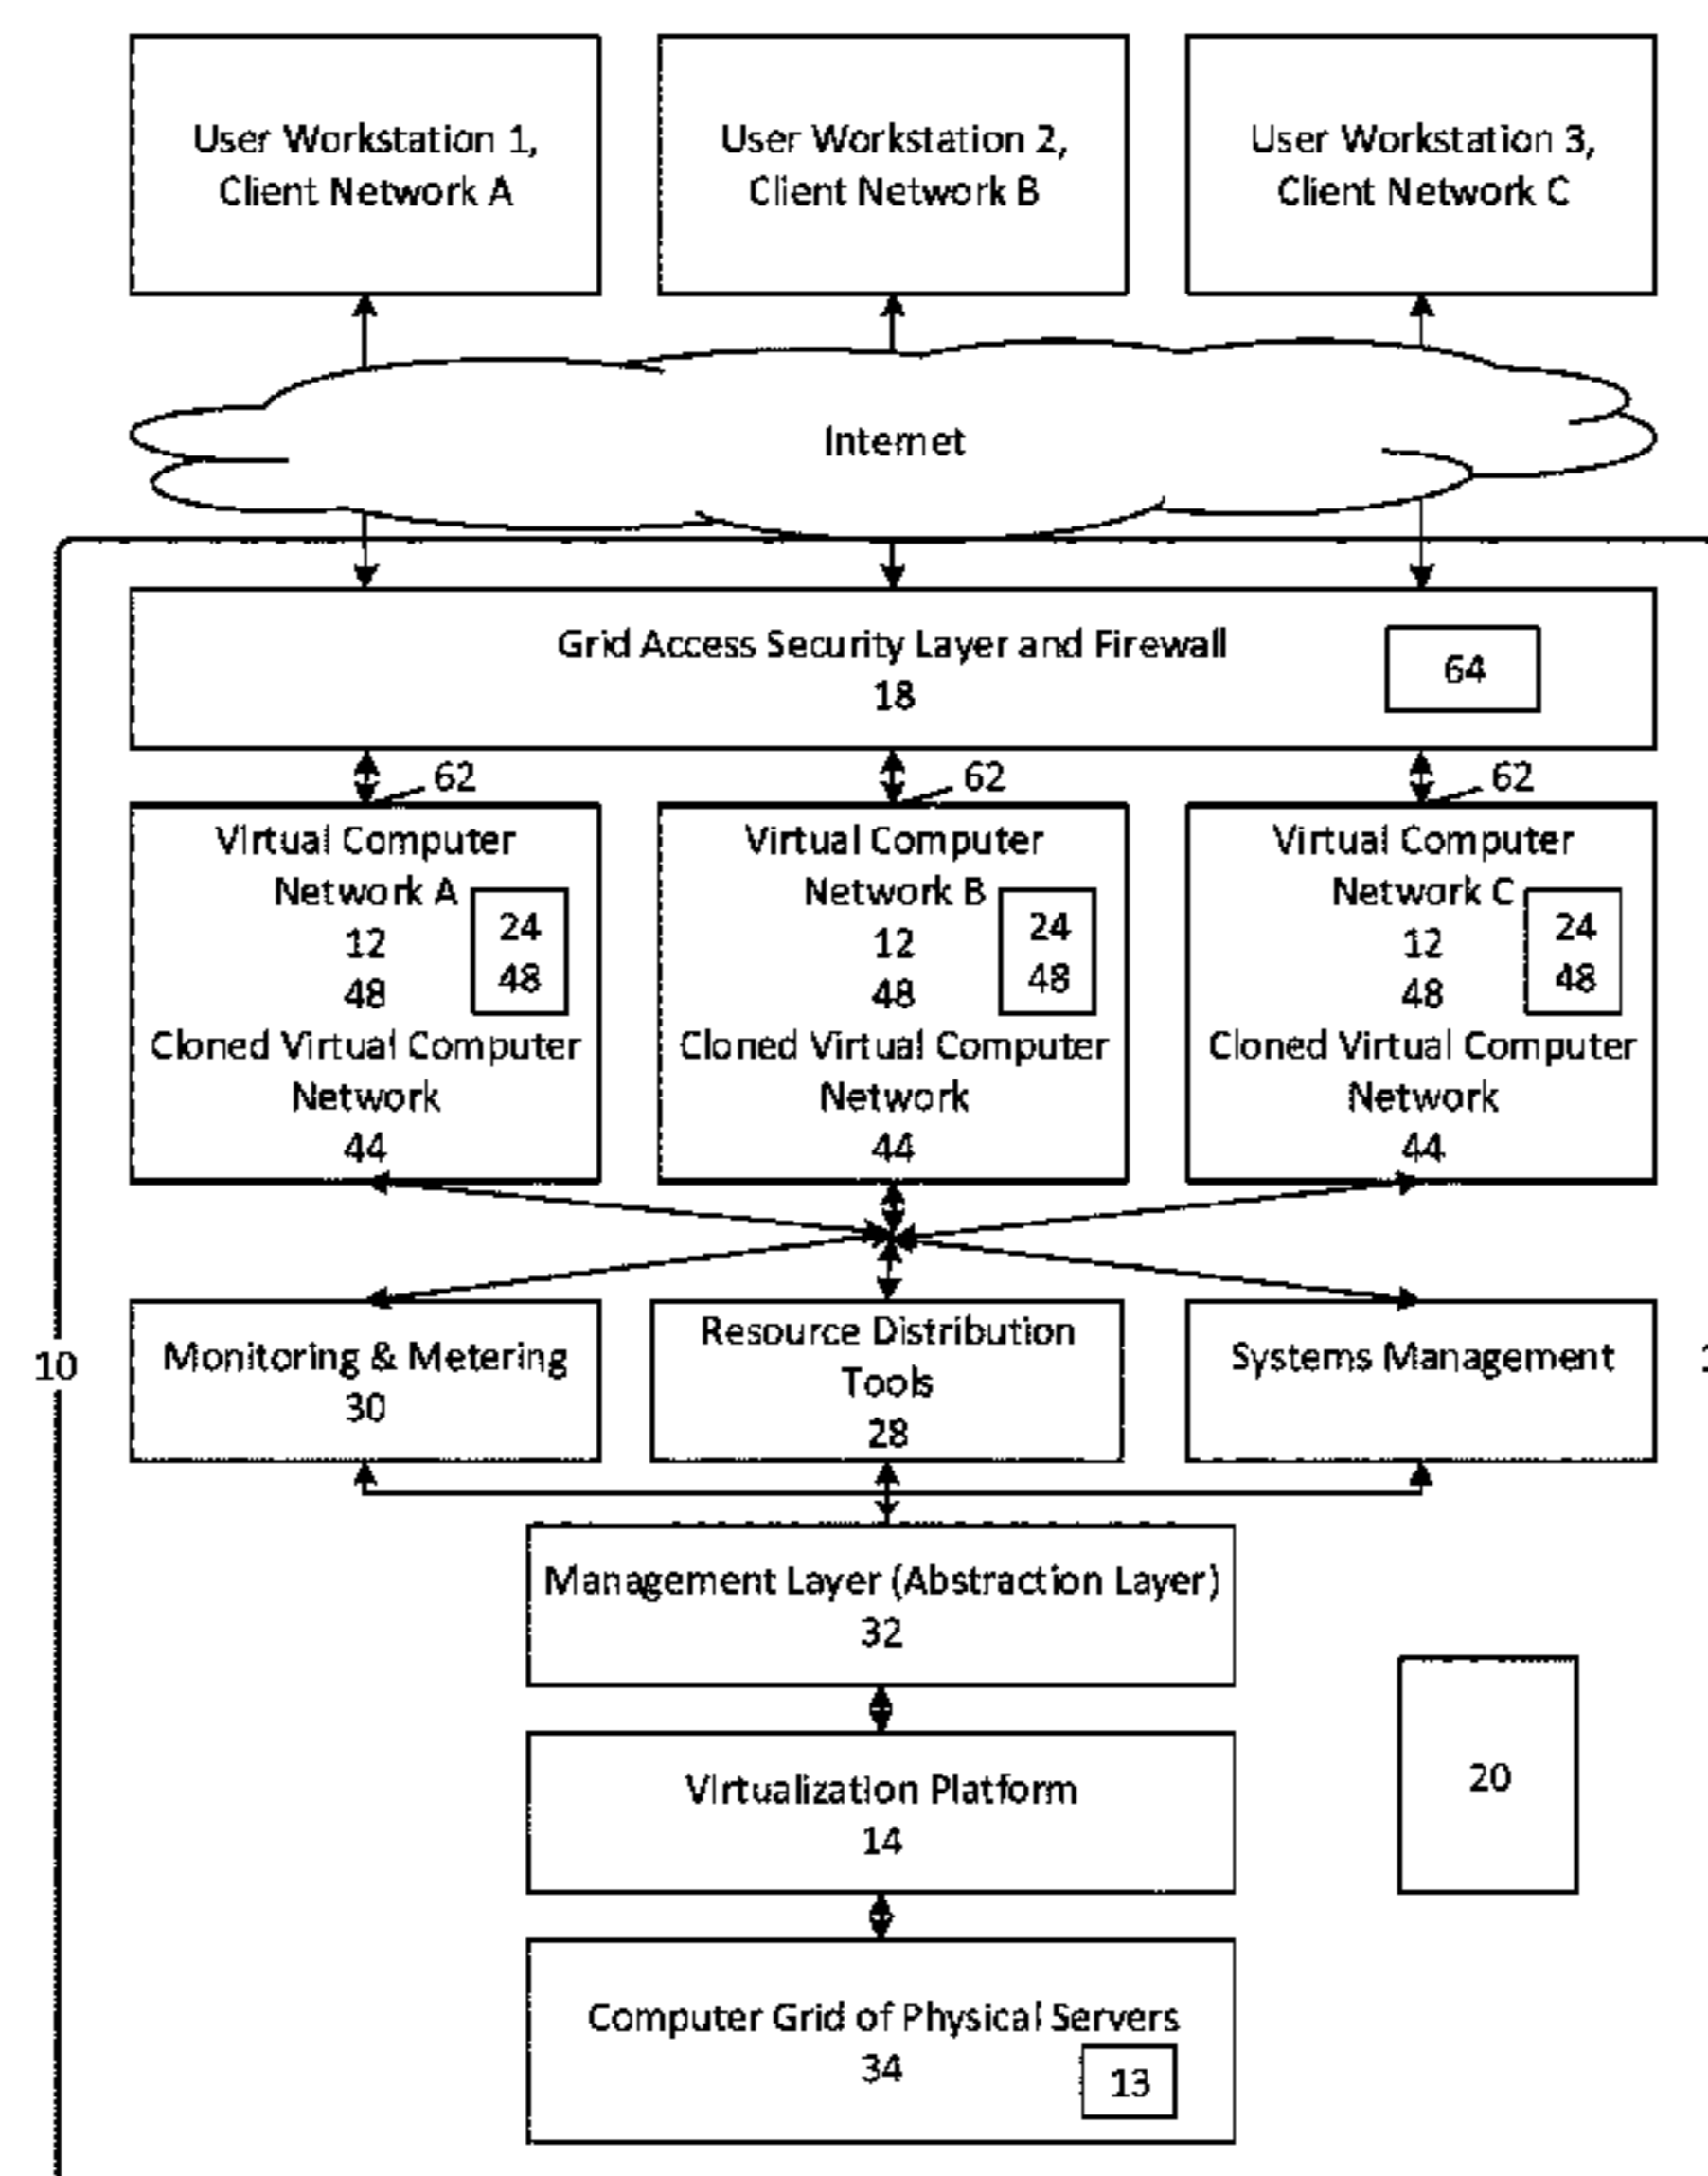 User Workstation 1,
Client Network A
User Workstation 2,
Client Network B
User Workstation 3,
Client Network C
Internet
Grid Access Security Layer and Firewall
18
64
62
62
62
Virtual Computer
Network A
12
48
Cloned Virtual Computer
Network
44
24
48
Virtual Computer
Network B
12
48
Cloned Virtual Computer
Network
44
24
48
Virtual Computer
Network C
12
48
Cloned Virtual Computer
Network
44
24
48
10
Monitoring & Metering
30
Resource Distribution
Tools
28
Systems Management
Management Layer (Abstraction Layer)
32
Virtualization Platform
14
20
Computer Grid of Physical Servers
34
13